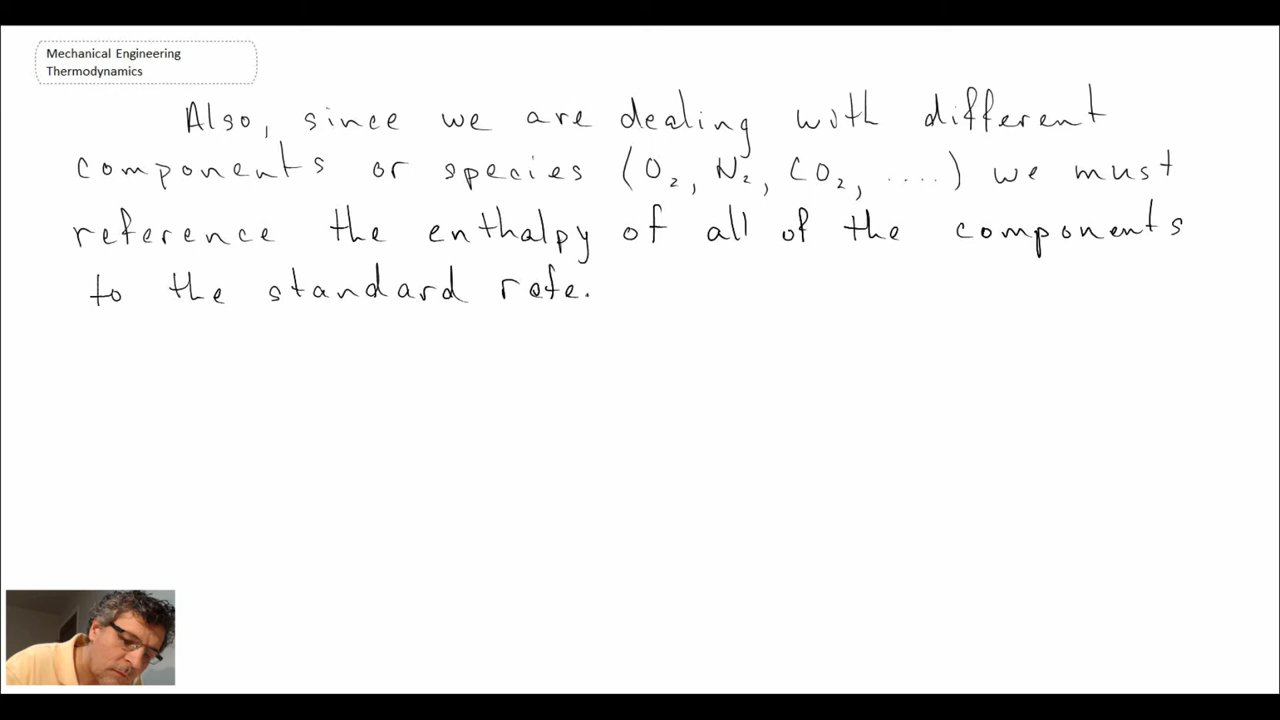 Mechanical Engineering
Thermodynamics
Also, since we are dealing with different
components or species (O₂, N₂, CO₂, ....) we must
reference the enthalpy of all of the components
to the standard rate.